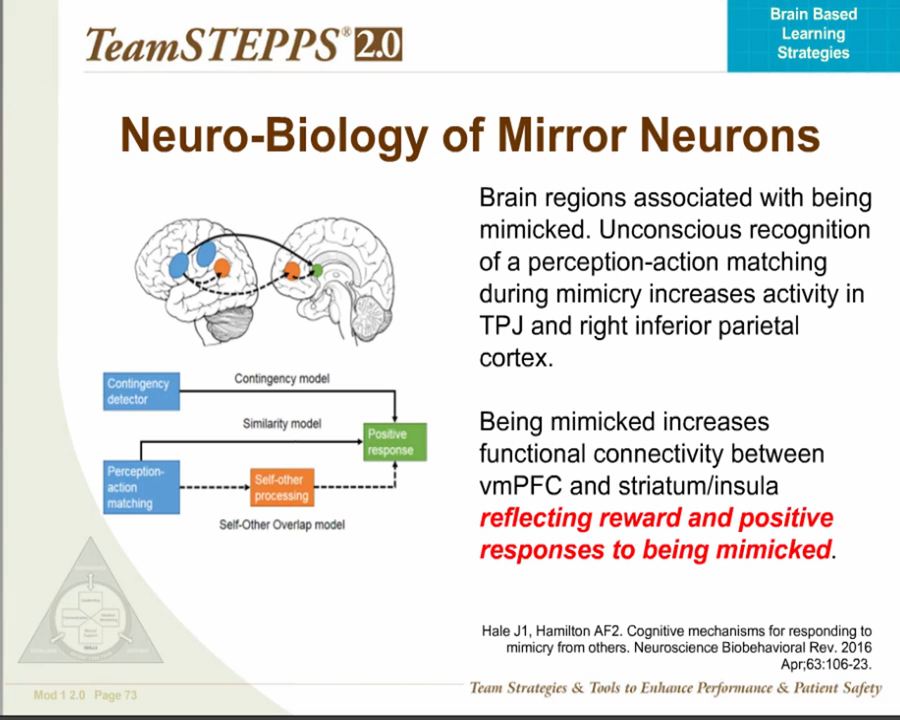 TeamSTEPPS® 2.0
Brain Based
Learning
Strategies
Neuro-Biology of Mirror Neurons
Brain regions associated with being
mimicked. Unconscious recognition
of a perception-action matching
during mimicry increases activity in
TPJ and right inferior parietal
cortex.
Being mimicked increases
functional connectivity between
vmPFC and striatum/insula
reflecting reward and positive
responses to being mimicked.
Contingency
detector
Contingency model
Similarity model
Positive
response
Perception-
action
matching
Self-other
processing
Self-Other Overlap model
Hale J1, Hamilton AF2. Cognitive mechanisms for responding to
mimicry from others. Neuroscience Biobehavioral Rev. 2016
Apr;63:106-23.
Mod 1 2.0 Page 73
Team Strategies & Tools to Enhance Performance & Patient Safety